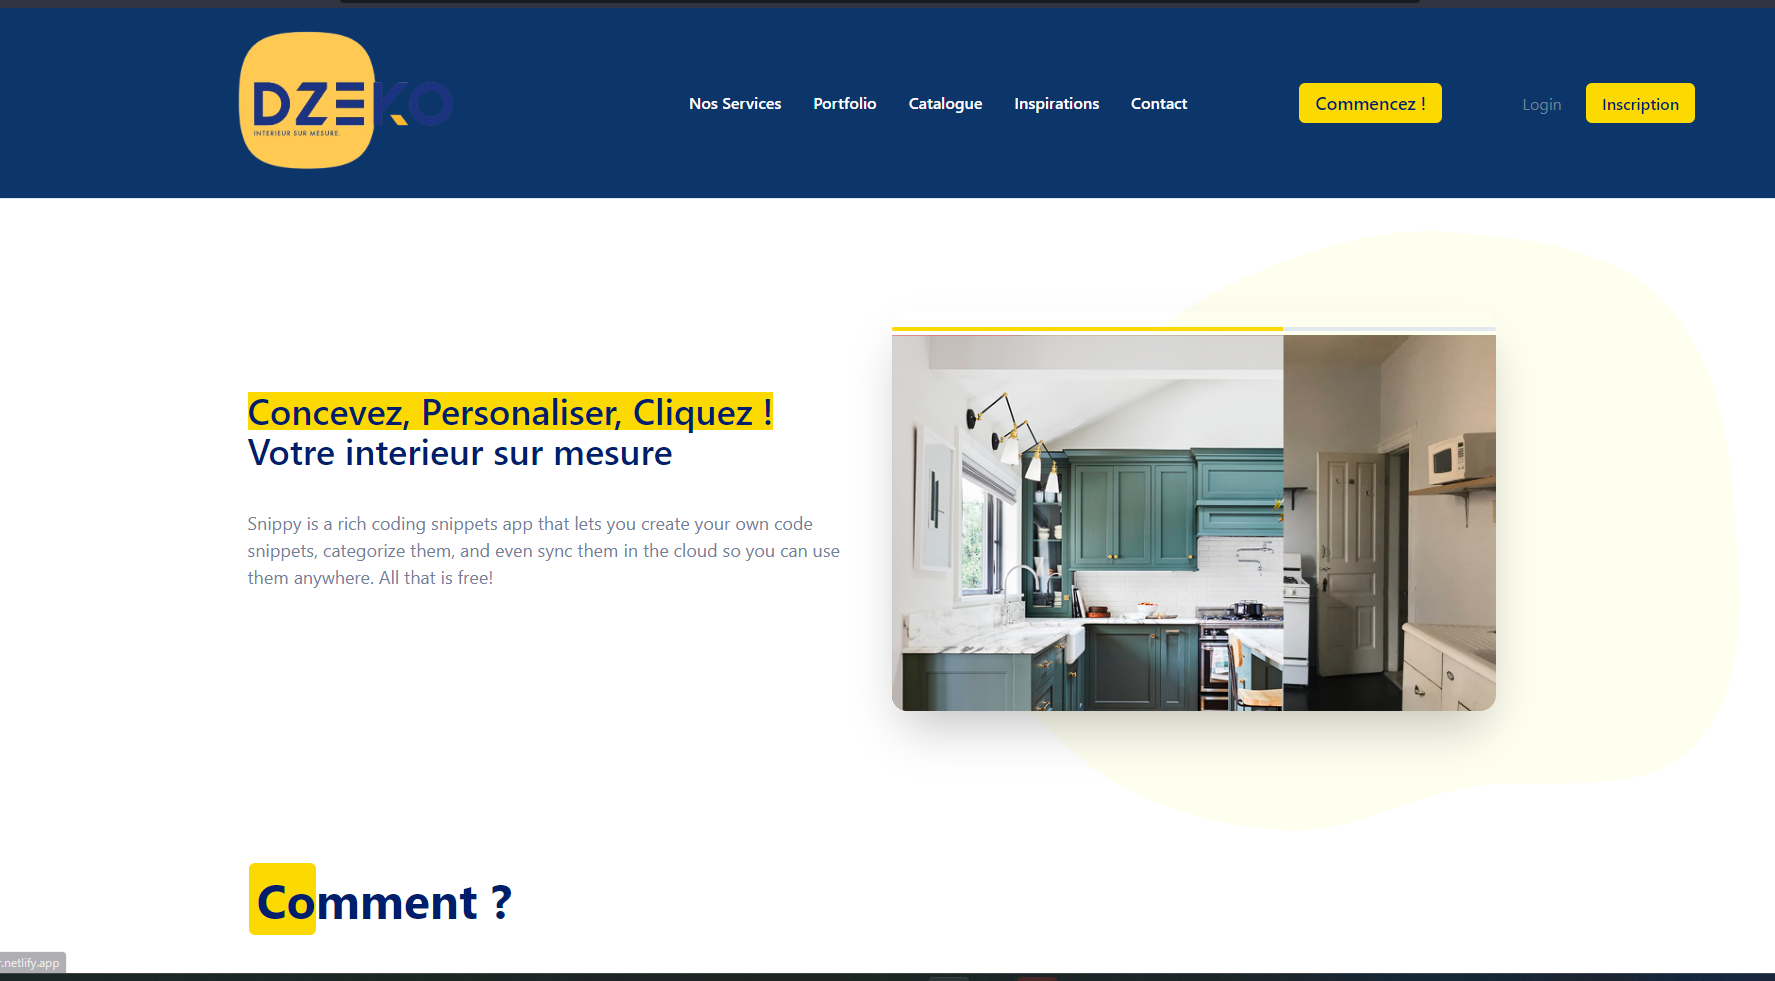 DZEKO
INTERIEUR SUR MESURE.
Nos Services
Portfolio
Catalogue
Inspirations
Contact
Commencez !
Login
Inscription
Concevez, Personaliser, Cliquez !
Votre interieur sur mesure
Snippy is a rich coding snippets app that lets you create your own code
snippets, categorize them, and even sync them in the cloud so you can use
them anywhere. All that is free!
Comment ?
.netlify.app